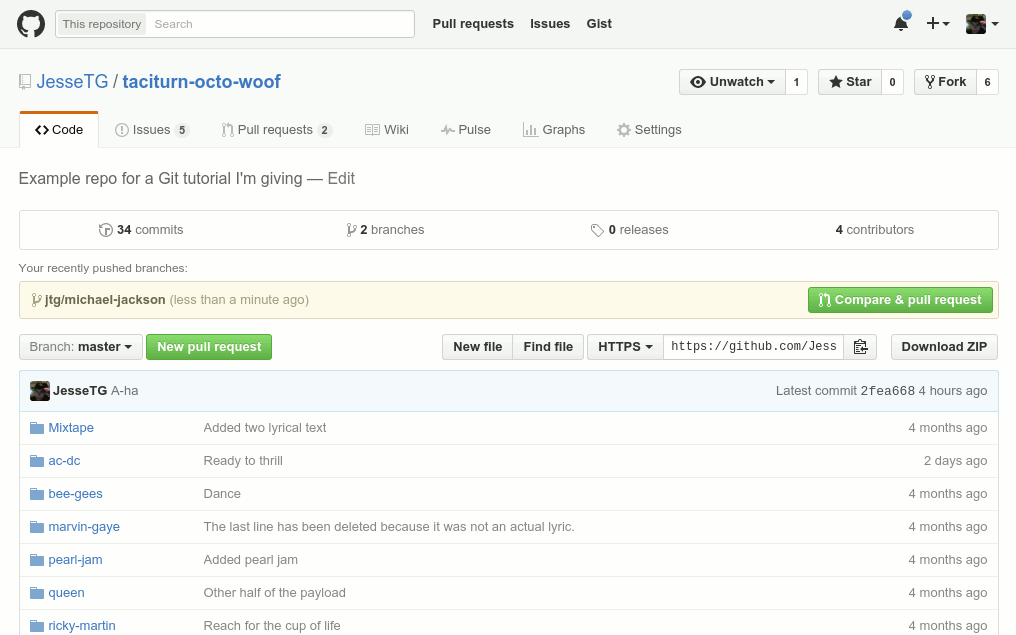 This repository Search Pull requests Issues Gist
JesseTG / taciturn-octo-woof Unwatch 1 Star 0 Fork 6
Code Issues 5 Pull requests 2 Wiki Pulse Graphs Settings
Example repo for a Git tutorial I'm giving — Edit
34 commits 2 branches 0 releases 4 contributors
Your recently pushed branches:
jtg/michael-jackson (less than a minute ago) Compare & pull request
Branch: master New pull request New file Find file HTTPS https://github.com/Jess Download ZIP
JesseTG A-ha Latest commit 2fea668 4 hours ago
Mixtape Added two lyrical text 4 months ago
ac-dc Ready to thrill 2 days ago
bee-gees Dance 4 months ago
marvin-gaye The last line has been deleted because it was not an actual lyric. 4 months ago
pearl-jam Added pearl jam 4 months ago
queen Other half of the payload 4 months ago
ricky-martin Reach for the cup of life 4 months ago